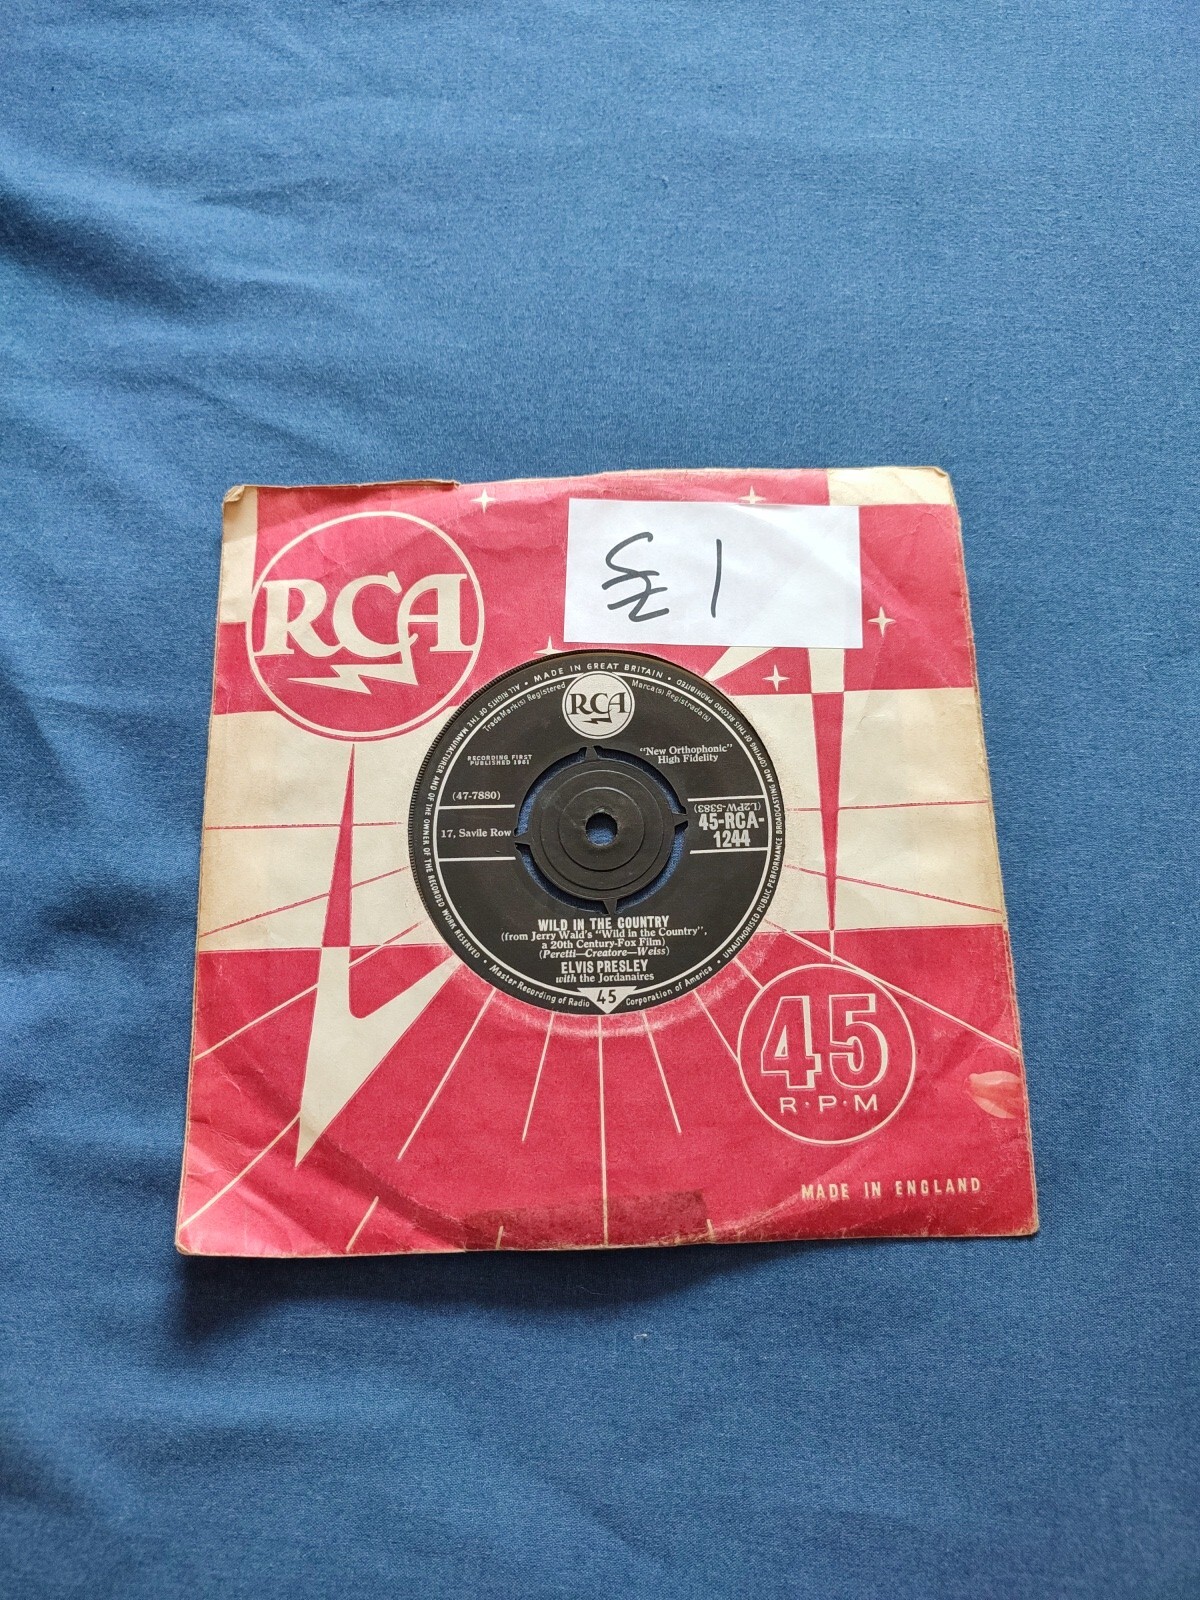 RCA
£1
ALL RIGHTS OF THE MANUFACTURER AND OF THE OWNER OF THE RECORDED WORK RESERVED • MADE IN GREAT BRITAIN • UNAUTHORISED PUBLIC PERFORMANCE BROADCASTING AND COPYING OF THIS RECORD PROHIBITED
Trade Mark(s) Registered
RCA
Marca(s) Registrada(s)
RECORDING FIRST
PUBLISHED 1961
"New Orthophonic"
High Fidelity
(47-7880)
(L2PW-5383)
17, Savile Row
45-RCA-
1244
WILD IN THE COUNTRY
(from Jerry Wald's "Wild in the Country",
a 20th Century-Fox Film)
(Peretti—Creatore—Weiss)
ELVIS PRESLEY
with the Jordanaires
Master Recording of Radio 45 Corporation of America
45
R·P·M
MADE IN ENGLAND